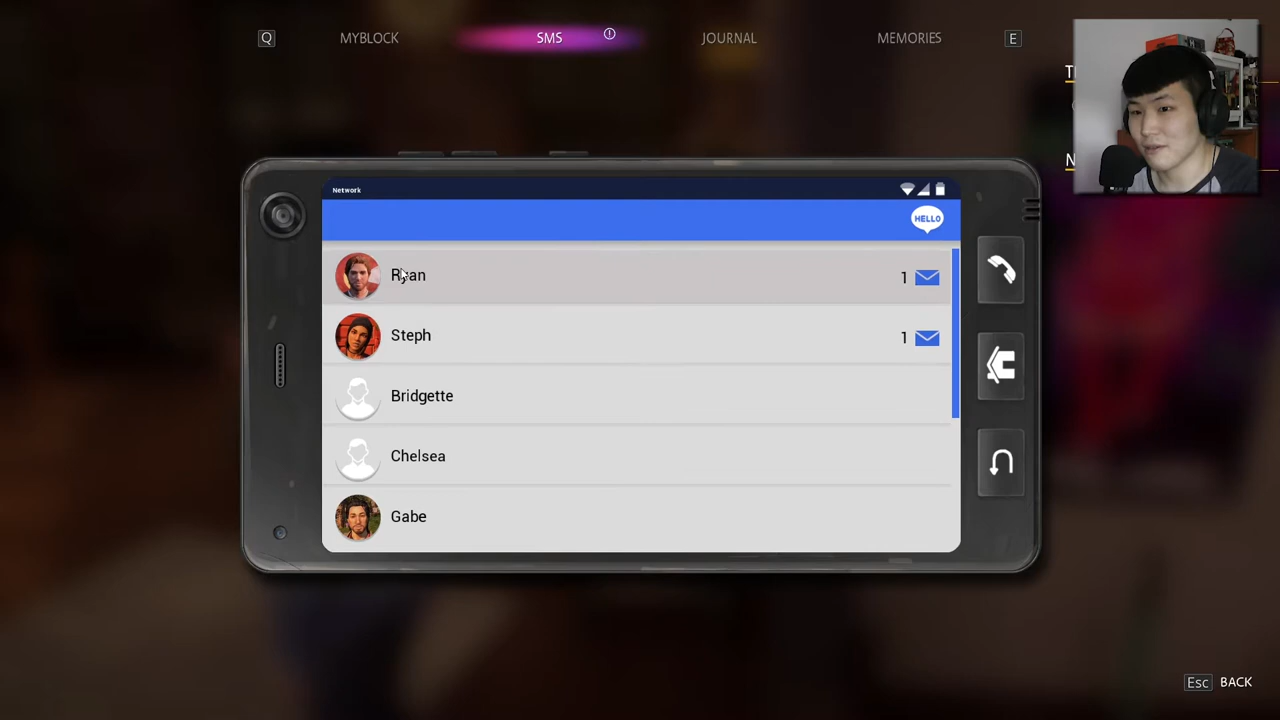 Q MYBLOCK SMS JOURNAL MEMORIES E
Network
HELLO
Ryan 1
Steph 1
Bridgette
Chelsea
Gabe
Esc BACK